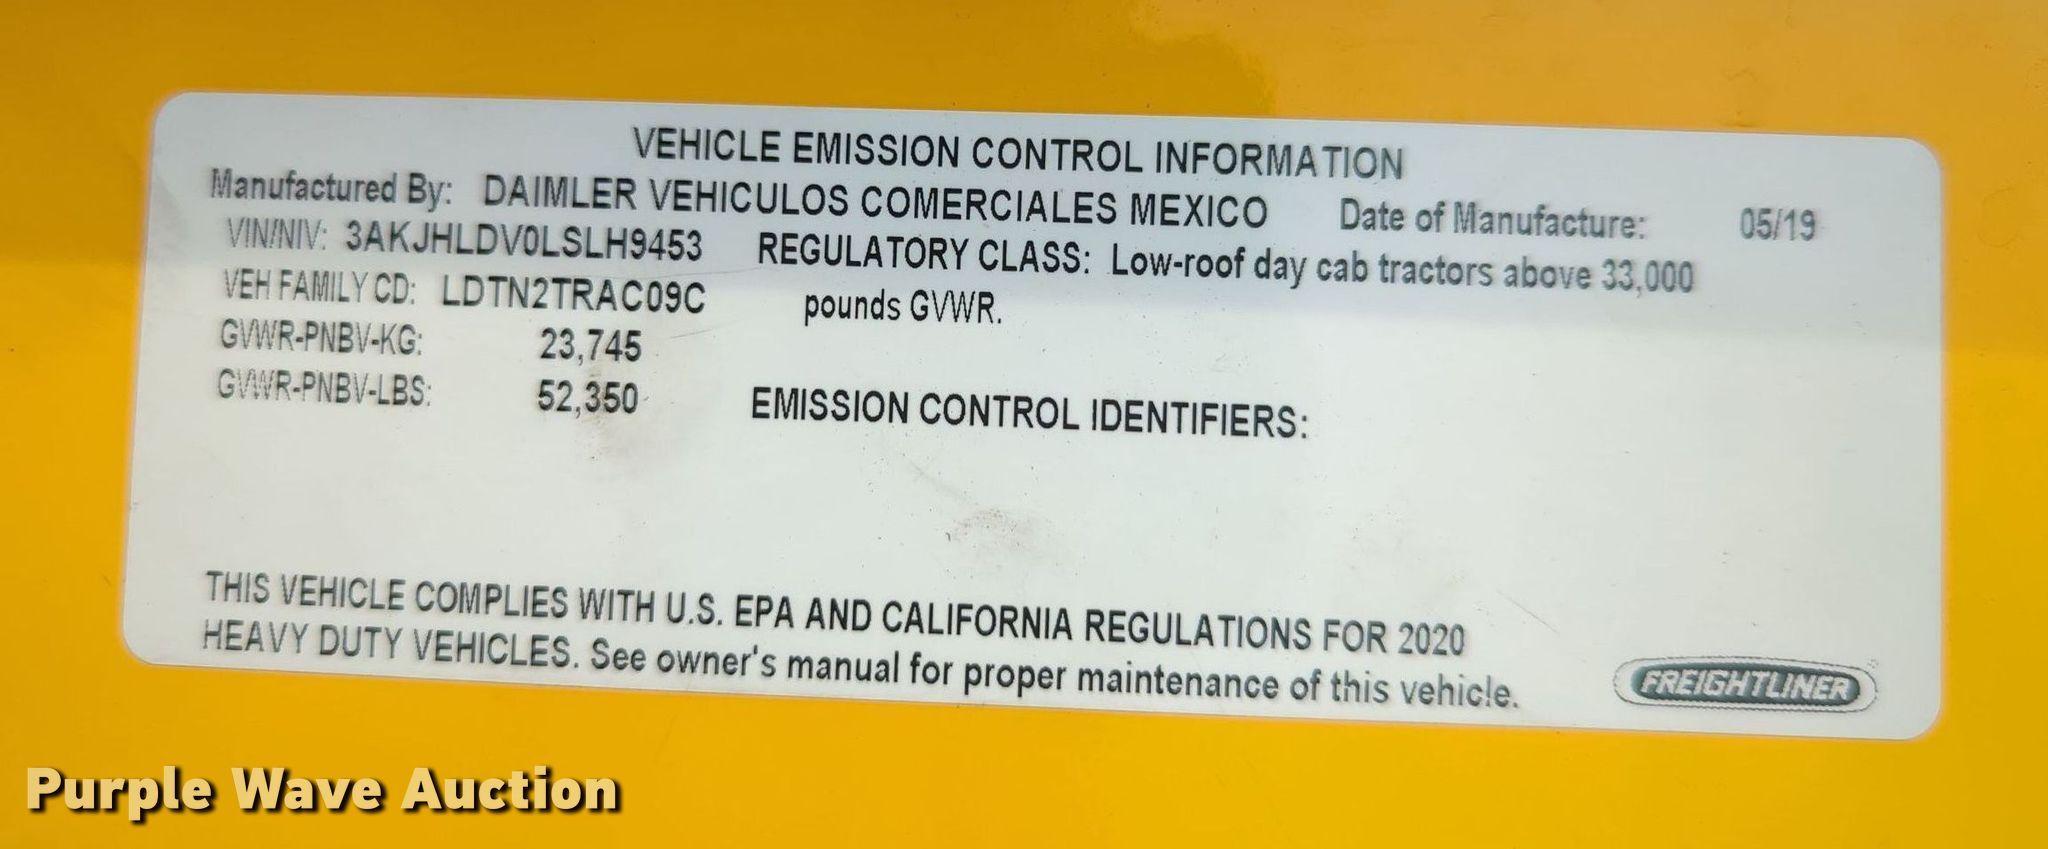 VEHICLE EMISSION CONTROL INFORMATION
Manufactured By: DAIMLER VEHICULOS COMERCIALES MEXICO Date of Manufacture: 05/19
VIN/NIV: 3AKJHLDV0LSLH9453 REGULATORY CLASS: Low-roof day cab tractors above 33,000
VEH FAMILY CD: LDTN2TRAC09C pounds GVWR.
GVWR-PNBV-KG: 23,745
GVWR-PNBV-LBS: 52,350 EMISSION CONTROL IDENTIFIERS:
THIS VEHICLE COMPLIES WITH U.S. EPA AND CALIFORNIA REGULATIONS FOR 2020
HEAVY DUTY VEHICLES. See owner's manual for proper maintenance of this vehicle.
FREIGHTLINER
Purple Wave Auction